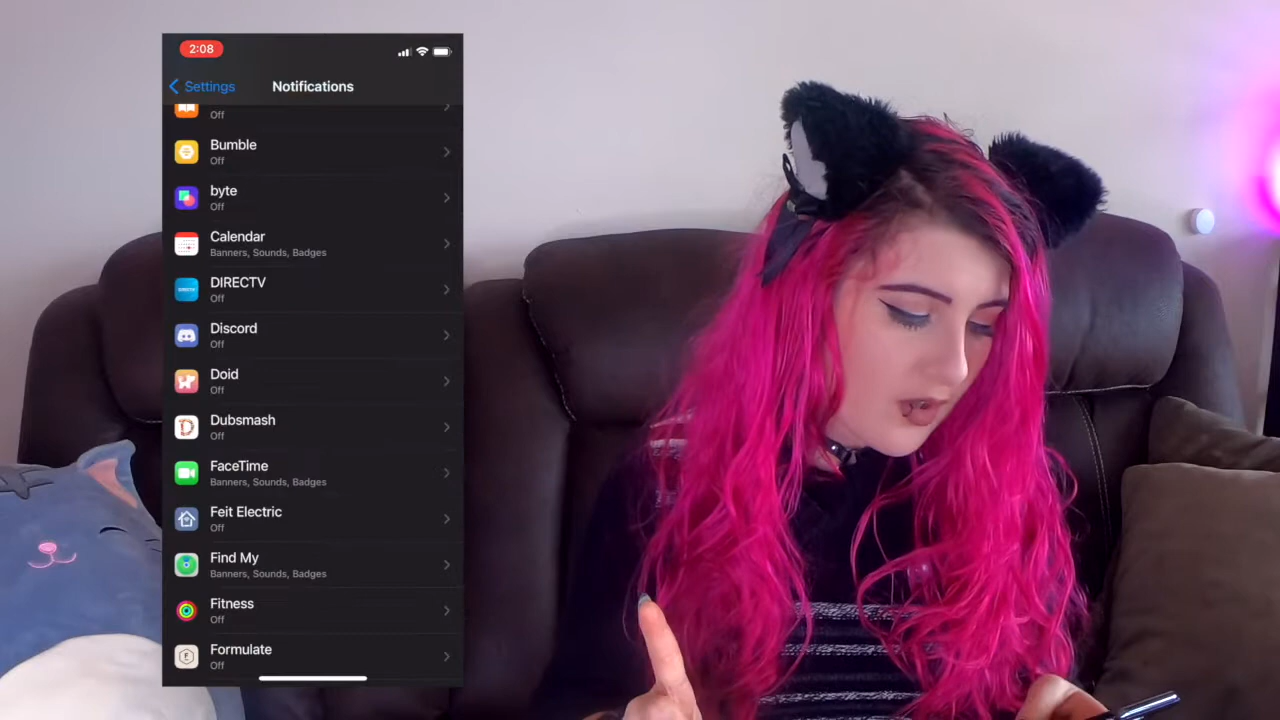 2:08
Settings
Notifications
Off
Bumble
Off
byte
Off
Calendar
Banners, Sounds, Badges
DIRECTV
Off
Discord
Off
Doid
Off
Dubsmash
Off
FaceTime
Banners, Sounds, Badges
Feit Electric
Off
Find My
Banners, Sounds, Badges
Fitness
Off
Formulate
Off